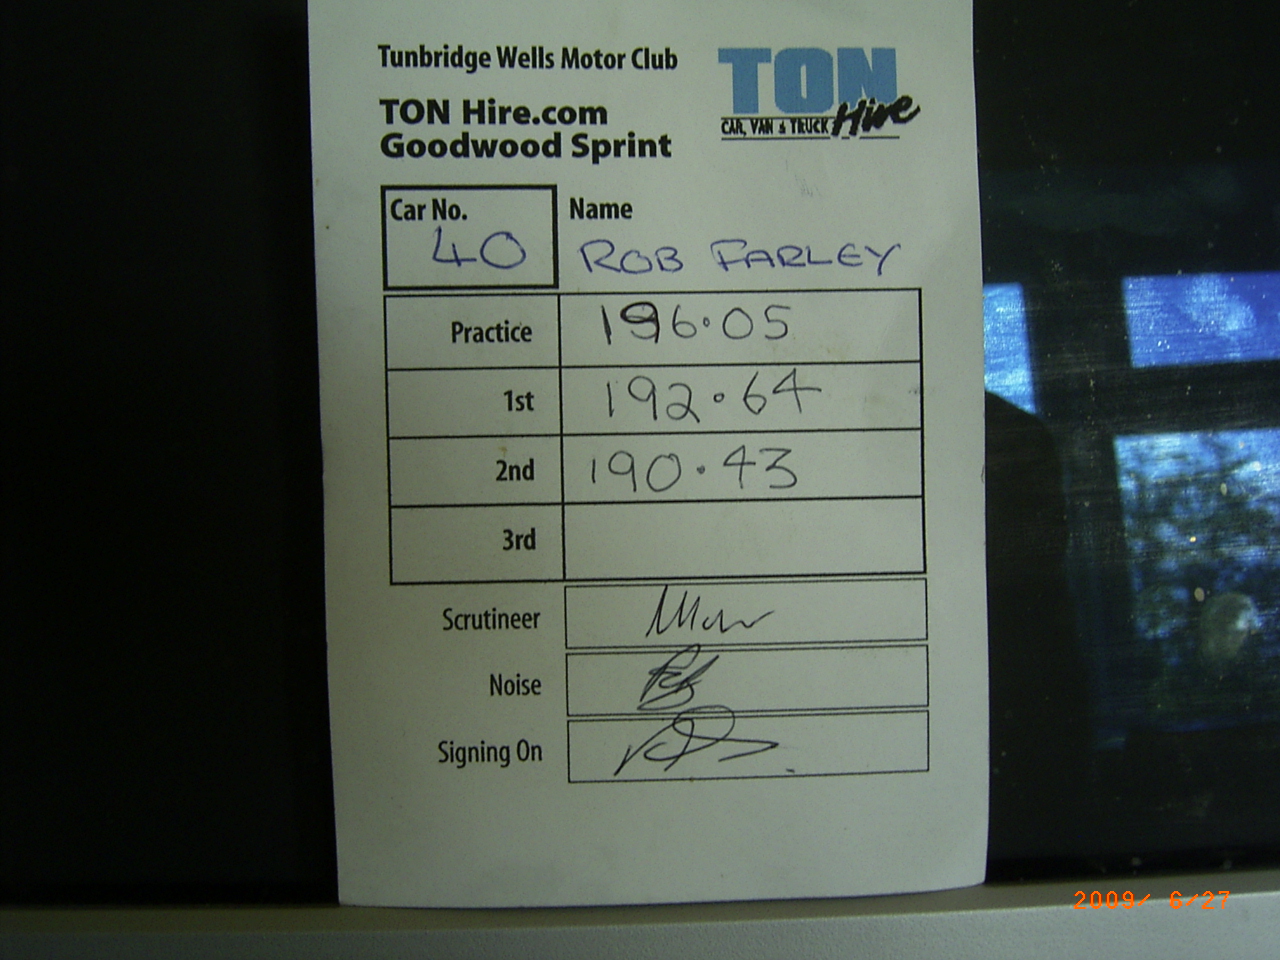 Tunbridge Wells Motor Club
TON Hire.com
Goodwood Sprint
TON
CAR, VAN & TRUCK Hire
Car No.
40
Name
ROB FARLEY
Practice 196.05
1st 192.64
2nd 190.43
3rd
Scrutineer
Noise
Signing On
2009/ 6/27